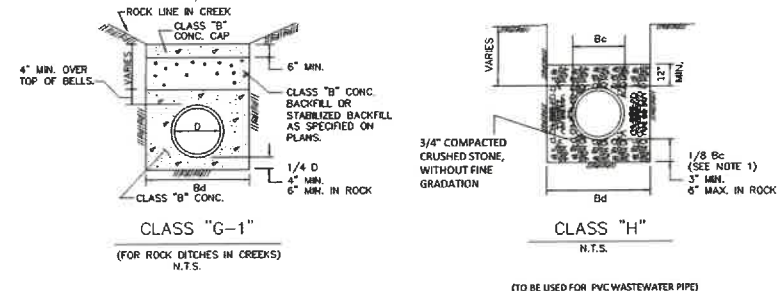 ROCK LINE IN CREEK
CLASS "B"
CONC. CAP
VARIES
6" MIN.
4" MIN. OVER
TOP OF BELLS.
CLASS "B" CONC.
BACKFILL OR
STABILIZED BACKFILL
AS SPECIFIED ON
PLANS.
D
1/4 D
4" MIN.
6" MIN. IN ROCK
Bd
CLASS "B" CONC.
CLASS "G-1"
(FOR ROCK DITCHES IN CREEKS)
N.T.S.
Bc
VARIES
12"
MIN.
3/4" COMPACTED
CRUSHED STONE,
WITHOUT FINE
GRADATION
1/8 Bc
(SEE NOTE 1)
3" MIN.
6" MAX. IN ROCK
Bd
CLASS "H"
N.T.S.
(TO BE USED FOR PVC WASTEWATER PIPE)